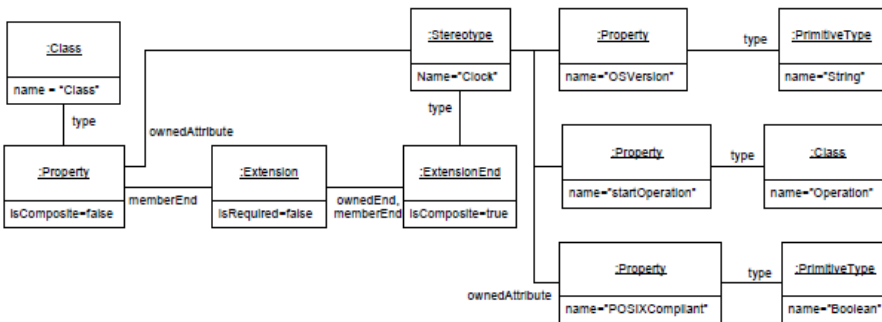 :Class
name = "Class"
type
:Stereotype
Name="Clock"
type
:Property
name="OSVersion"
type
:PrimitiveType
name="String"
ownedAttribute
:Property
isComposite=false
memberEnd
:Extension
isRequired=false
ownedEnd,
memberEnd
:ExtensionEnd
isComposite=true
:Property
name="startOperation"
type
:Class
name="Operation"
ownedAttribute
:Property
name="POSIXCompliant"
type
:PrimitiveType
name="Boolean"